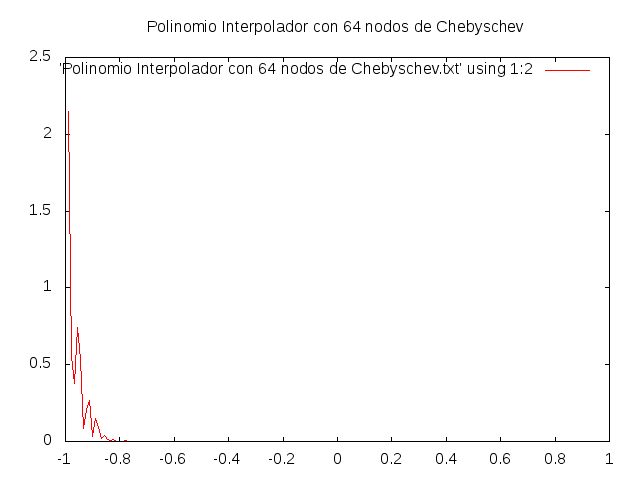 Polinomio Interpolador con 64 nodos de Chebyschev
2.5
'Polinomio Interpolador con 64 nodos de Chebyschev.txt' using 1:2
2
1.5
1
0.5
0
-1 -0.8 -0.6 -0.4 -0.2 0 0.2 0.4 0.6 0.8 1